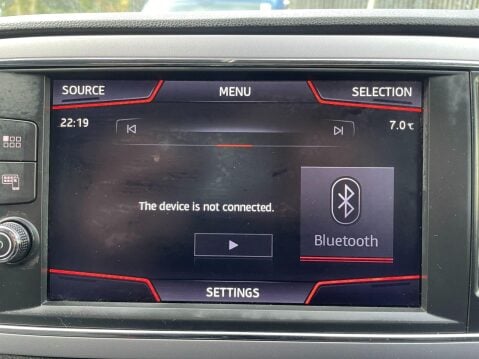 SOURCE MENU SELECTION
22:19 7.0 °C
The device is not connected.
Bluetooth
SETTINGS